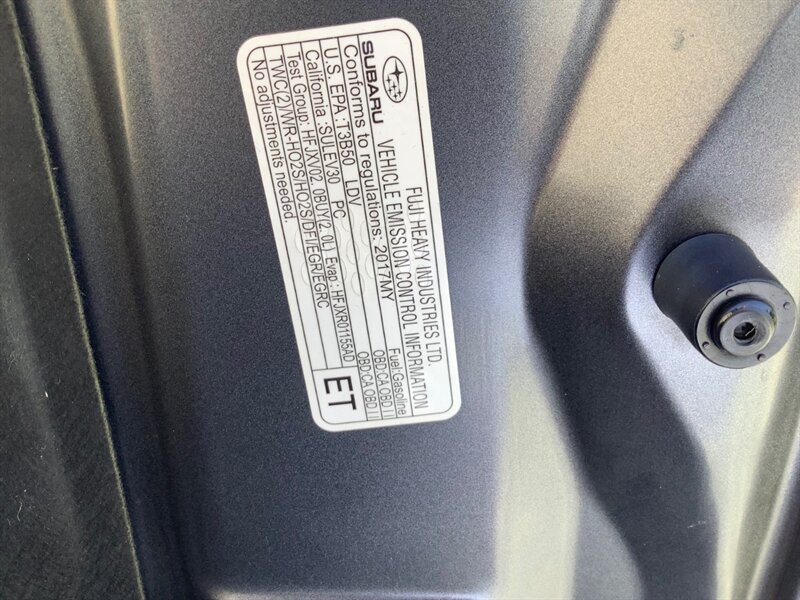 FUJI HEAVY INDUSTRIES LTD.
SUBARU VEHICLE EMISSION CONTROL INFORMATION
Conforms to regulations: 2017MY Fuel:Gasoline
U.S. EPA :T3B50 LDV OBD:CA OBD II
California :SULEV30 PC OBD:CA OBD II
Test Group: HFJXV02.0BUY(2.0L) Evap :HFJXR01155AD
TWC(2)/WR-HO2S/HO2S/DFI/EGR/EGRC
No adjustments needed.
ET